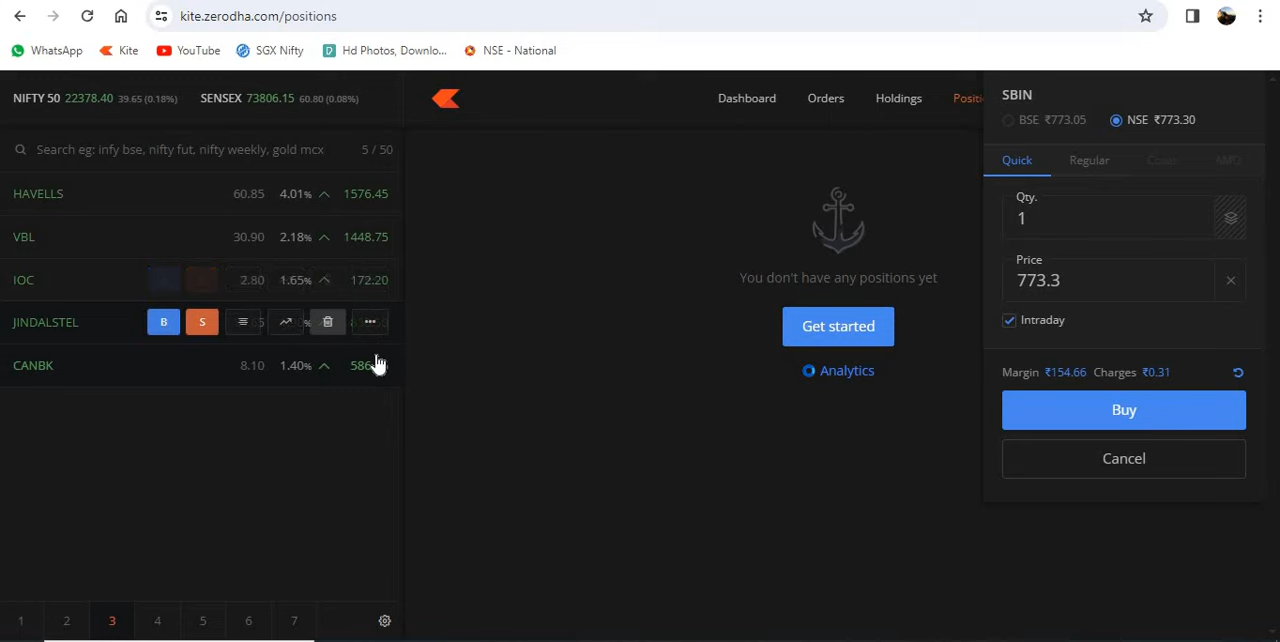 kite.zerodha.com/positions
WhatsApp Kite YouTube SGX Nifty Hd Photos, Downlo... NSE - National
NIFTY 50 22378.40 39.65 (0.18%) SENSEX 73806.15 60.80 (0.08%)
Dashboard Orders Holdings Positi
SBIN
BSE ₹773.05 NSE ₹773.30
Search eg: infy bse, nifty fut, nifty weekly, gold mcx 5 / 50
Quick Regular Cover AMO
HAVELLS 60.85 4.01% 1576.45
Qty.
1
VBL 30.90 2.18% 1448.75
Price
773.3
IOC 2.80 1.65% 172.20
You don't have any positions yet
JINDALSTEL B S
Get started
Intraday
CANBK 8.10 1.40% 586
Analytics
Margin ₹154.66 Charges ₹0.31
Buy
Cancel
1 2 3 4 5 6 7